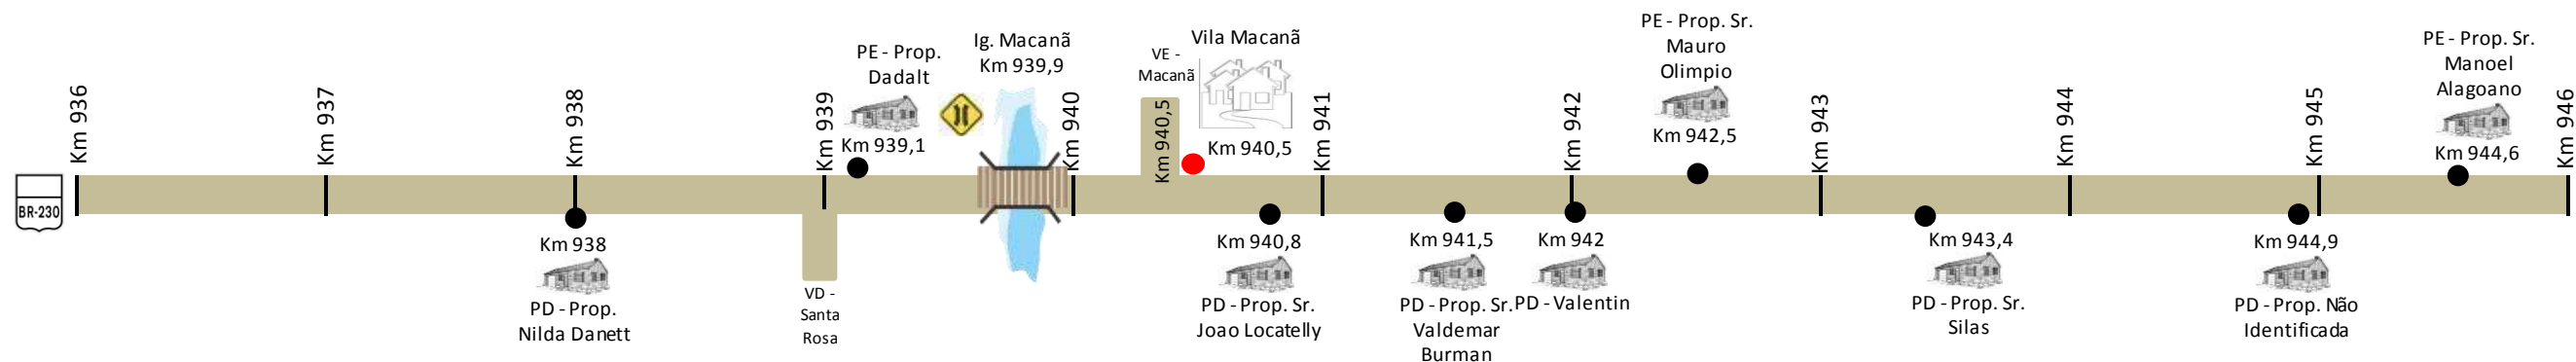 BR-230
Km 936
Km 937
Km 938
Km 938
PD - Prop.
Nilda Danett
Km 939
VD -
Santa
Rosa
PE - Prop.
Dadalt
Km 939,1
Ig. Macanã
Km 939,9
Km 940
VE -
Macanã
Km 940,5
Vila Macanã
Km 940,5
Km 940,8
PD - Prop. Sr.
Joao Locatelly
Km 941
Km 941,5
PD - Prop. Sr.
Valdemar
Burman
Km 942
Km 942
PD - Valentin
PE - Prop. Sr.
Mauro
Olimpio
Km 942,5
Km 943
Km 943,4
PD - Prop. Sr.
Silas
Km 944
PE - Prop. Sr.
Manoel
Alagoano
Km 944,6
Km 944,9
PD - Prop. Não
Identificada
Km 945
Km 946